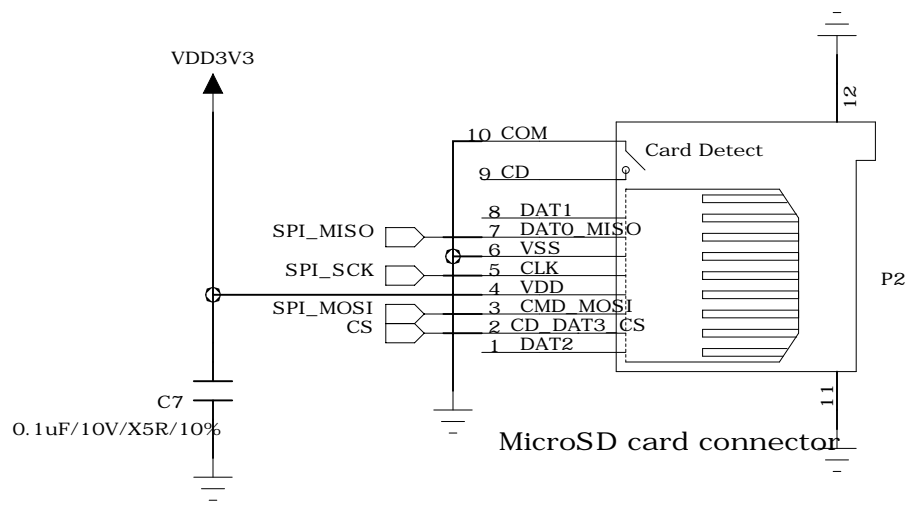 VDD3V3
12
10 COM
Card Detect
9 CD
8 DAT1
SPI_MISO 7 DAT0_MISO
6 VSS
SPI_SCK 5 CLK
P2
4 VDD
SPI_MOSI 3 CMD_MOSI
CS 2 CD_DAT3_CS
1 DAT2
11
C7
0.1uF/10V/X5R/10%
MicroSD card connector